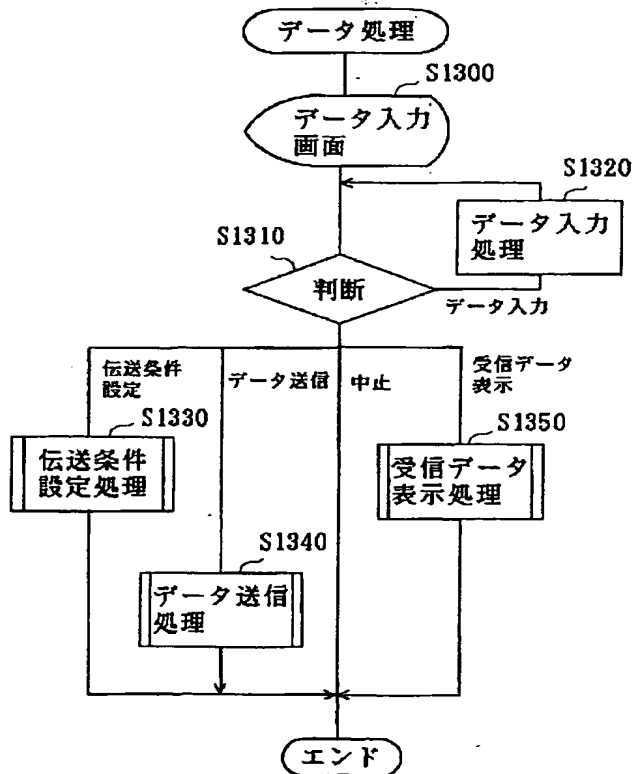 データ処理
S1300
データ入力
画面
S1320
データ入力
処理
S1310
判断
データ入力
伝送条件
設定
データ送信
中止
受信データ
表示
S1330
伝送条件
設定処理
S1350
受信データ
表示処理
S1340
データ送信
処理
エンド